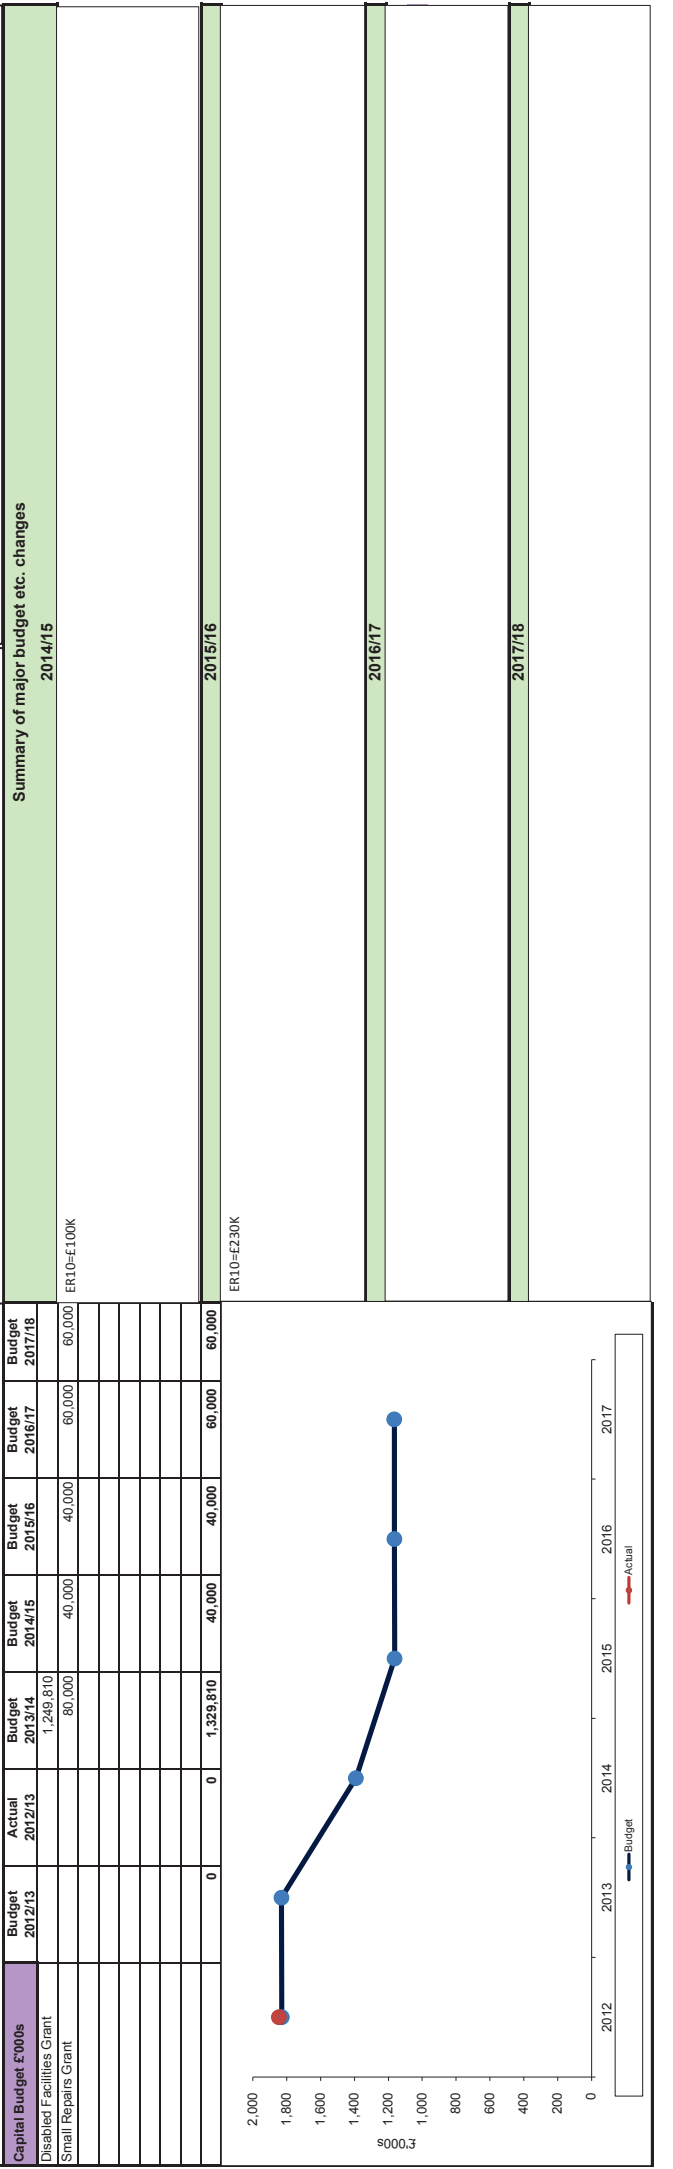 Capital Budget £'000s Budget 2012/13 Actual 2012/13 Budget 2013/14 Budget 2014/15 Budget 2015/16 Budget 2016/17 Budget 2017/18
Disabled Facilities Grant 1,249,810
Small Repairs Grant 80,000 40,000 40,000 60,000 60,000
0 0 1,329,810 40,000 40,000 60,000 60,000
£'000s
2,000
1,800
1,600
1,400
1,200
1,000
800
600
400
200
0
2012 2013 2014 2015 2016 2017
Budget Actual
Summary of major budget etc. changes
2014/15
ER10=£100K
2015/16
ER10=£230K
2016/17
2017/18